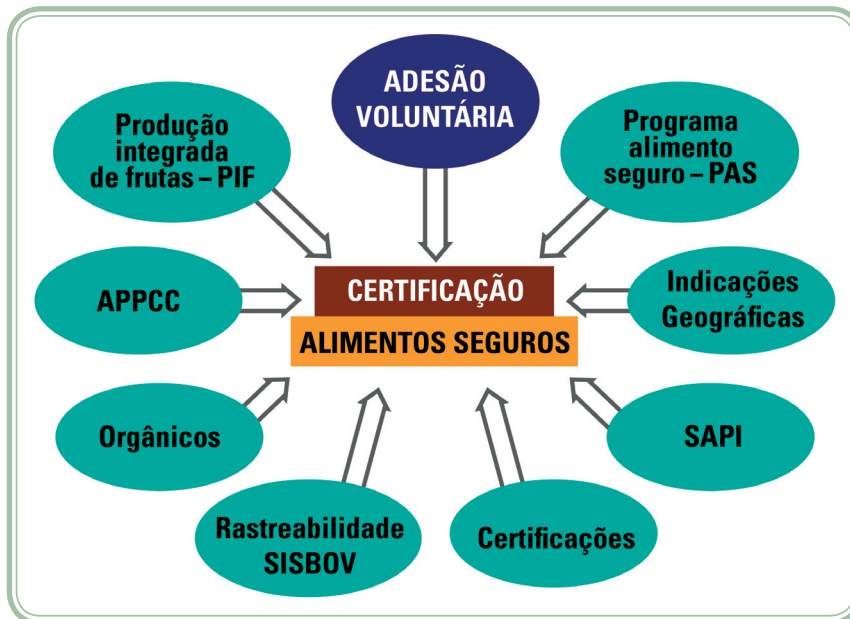 ADESÃO
VOLUNTÁRIA
Produção
integrada
de frutas – PIF
Programa
alimento
seguro – PAS
APPCC
CERTIFICAÇÃO
ALIMENTOS SEGUROS
Indicações
Geográficas
Orgânicos
SAPI
Rastreabilidade
SISBOV
Certificações